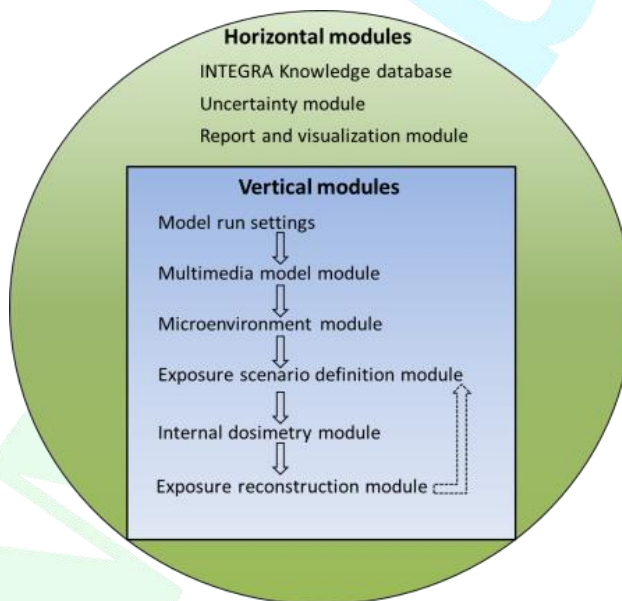 Horizontal modules
INTEGRA Knowledge database
Uncertainty module
Report and visualization module
Vertical modules
Model run settings
Multimedia model module
Microenvironment module
Exposure scenario definition module
Internal dosimetry module
Exposure reconstruction module